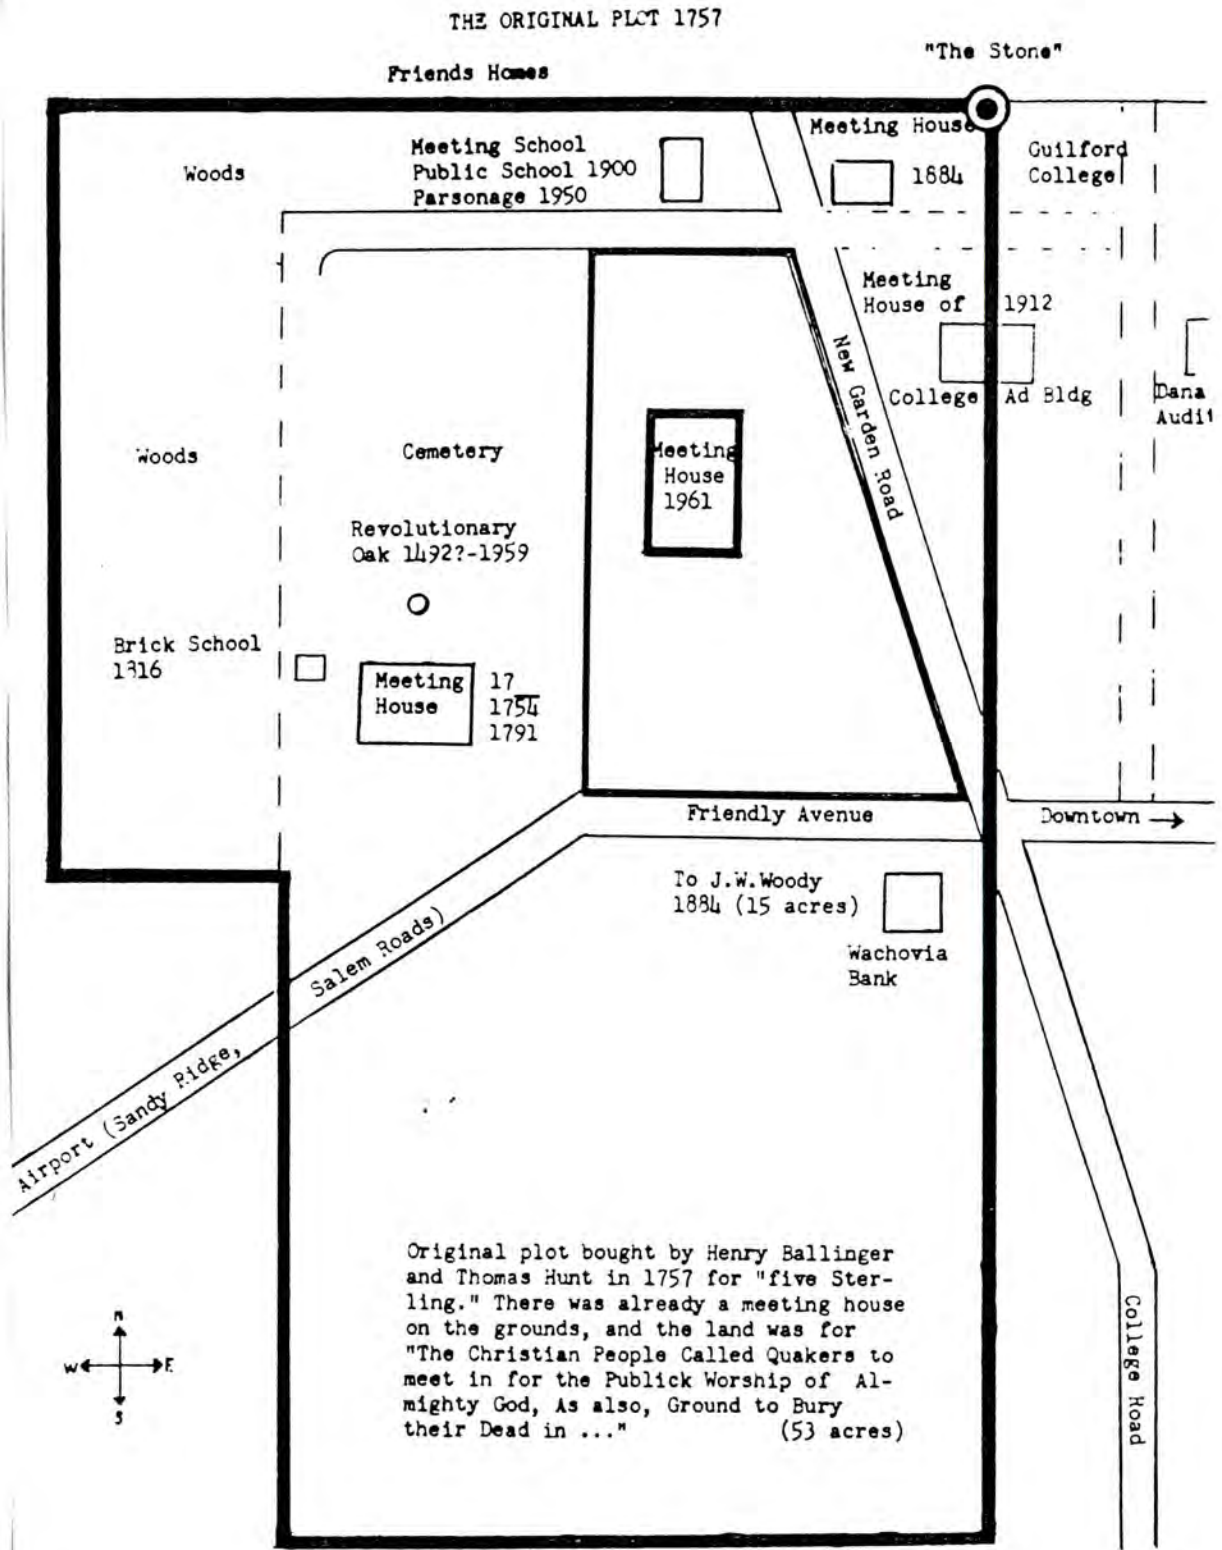 THE ORIGINAL PLOT 1757
"The Stone"
Friends Homes
Meeting House
1884
Guilford
College
Woods
Meeting School
Public School 1900
Parsonage 1950
Meeting
House of 1912
College Ad Bldg
Dana
Audit
New Garden Road
Woods
Cemetery
Meeting
House
1961
Revolutionary
Oak 1492?-1959
Brick School
1816
Meeting
House
17__
1754
1791
Friendly Avenue
Downtown →
To J.W.Woody
1884 (15 acres)
Wachovia
Bank
Airport (Sandy Ridge,
Salem Roads)
Original plot bought by Henry Ballinger
and Thomas Hunt in 1757 for "five Ster-
ling." There was already a meeting house
on the grounds, and the land was for
"The Christian People Called Quakers to
meet in for the Publick Worship of Al-
mighty God, As also, Ground to Bury
their Dead in ..." (53 acres)
N
W E
S
College Road